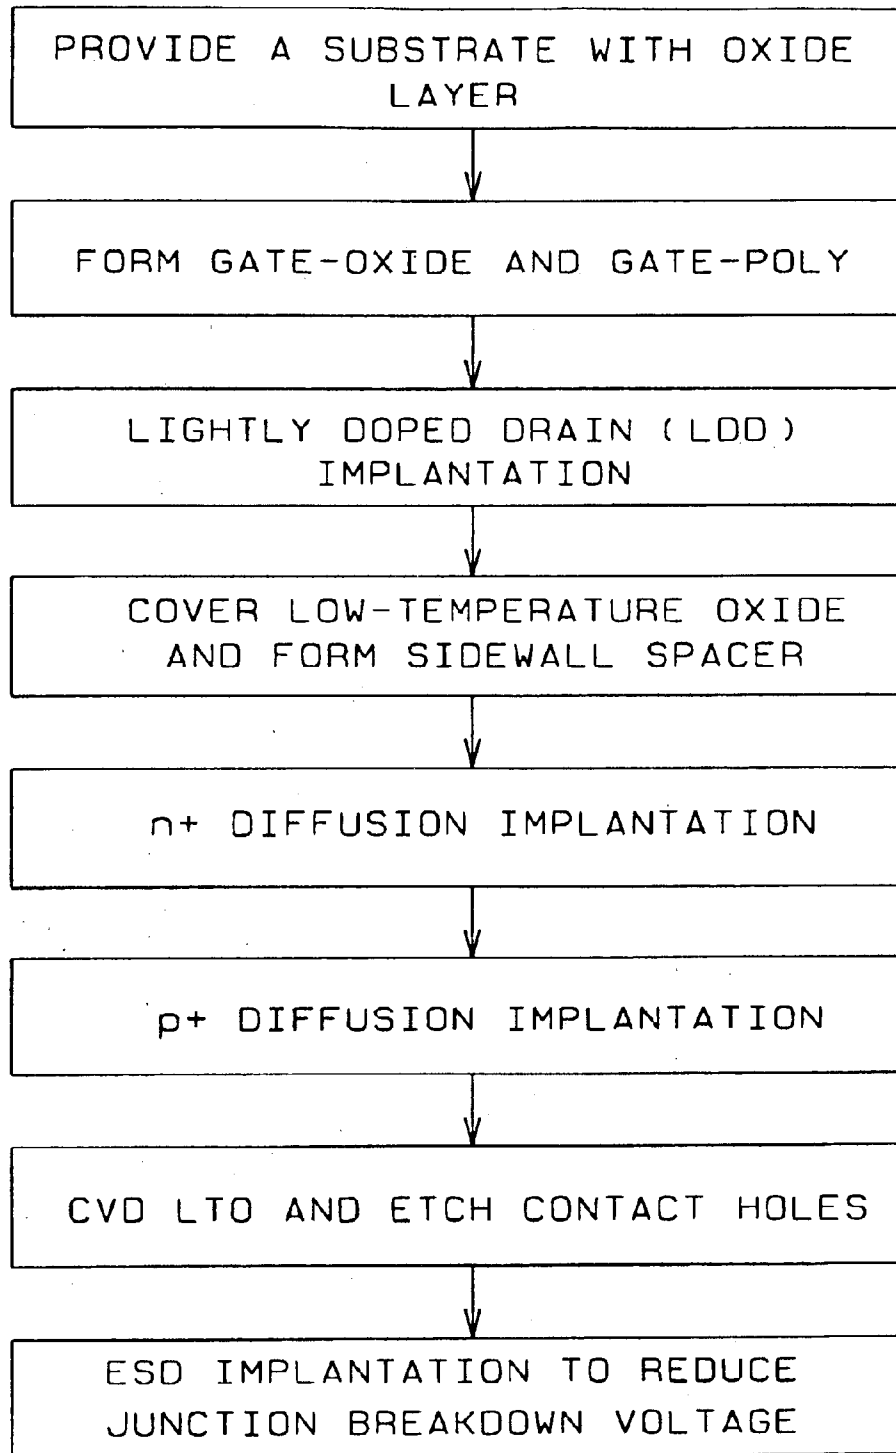 PROVIDE A SUBSTRATE WITH OXIDE
LAYER
FORM GATE-OXIDE AND GATE-POLY
LIGHTLY DOPED DRAIN (LDD)
IMPLANTATION
COVER LOW-TEMPERATURE OXIDE
AND FORM SIDEWALL SPACER
n+ DIFFUSION IMPLANTATION
p+ DIFFUSION IMPLANTATION
CVD LTO AND ETCH CONTACT HOLES
ESD IMPLANTATION TO REDUCE
JUNCTION BREAKDOWN VOLTAGE